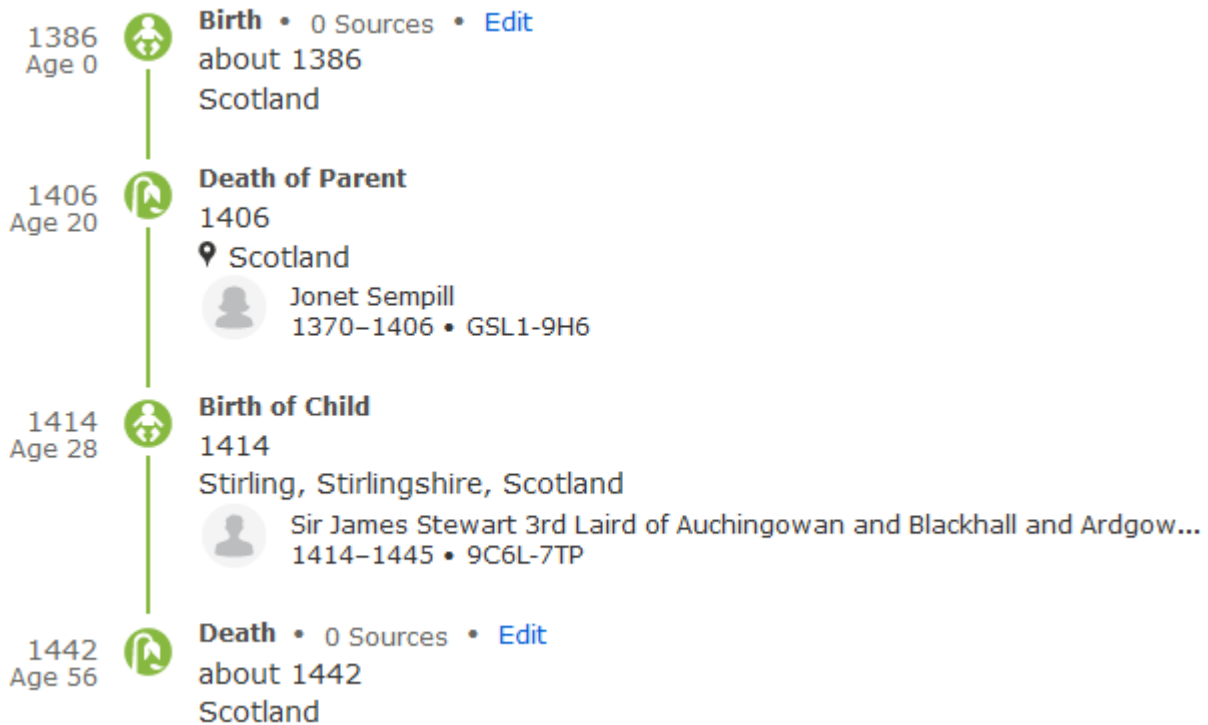 1386
Age 0
Birth • 0 Sources • Edit
about 1386
Scotland
1406
Age 20
Death of Parent
1406
Scotland
Jonet Sempill
1370–1406 • GSL1-9H6
1414
Age 28
Birth of Child
1414
Stirling, Stirlingshire, Scotland
Sir James Stewart 3rd Laird of Auchingowan and Blackhall and Ardgow...
1414–1445 • 9C6L-7TP
1442
Age 56
Death • 0 Sources • Edit
about 1442
Scotland